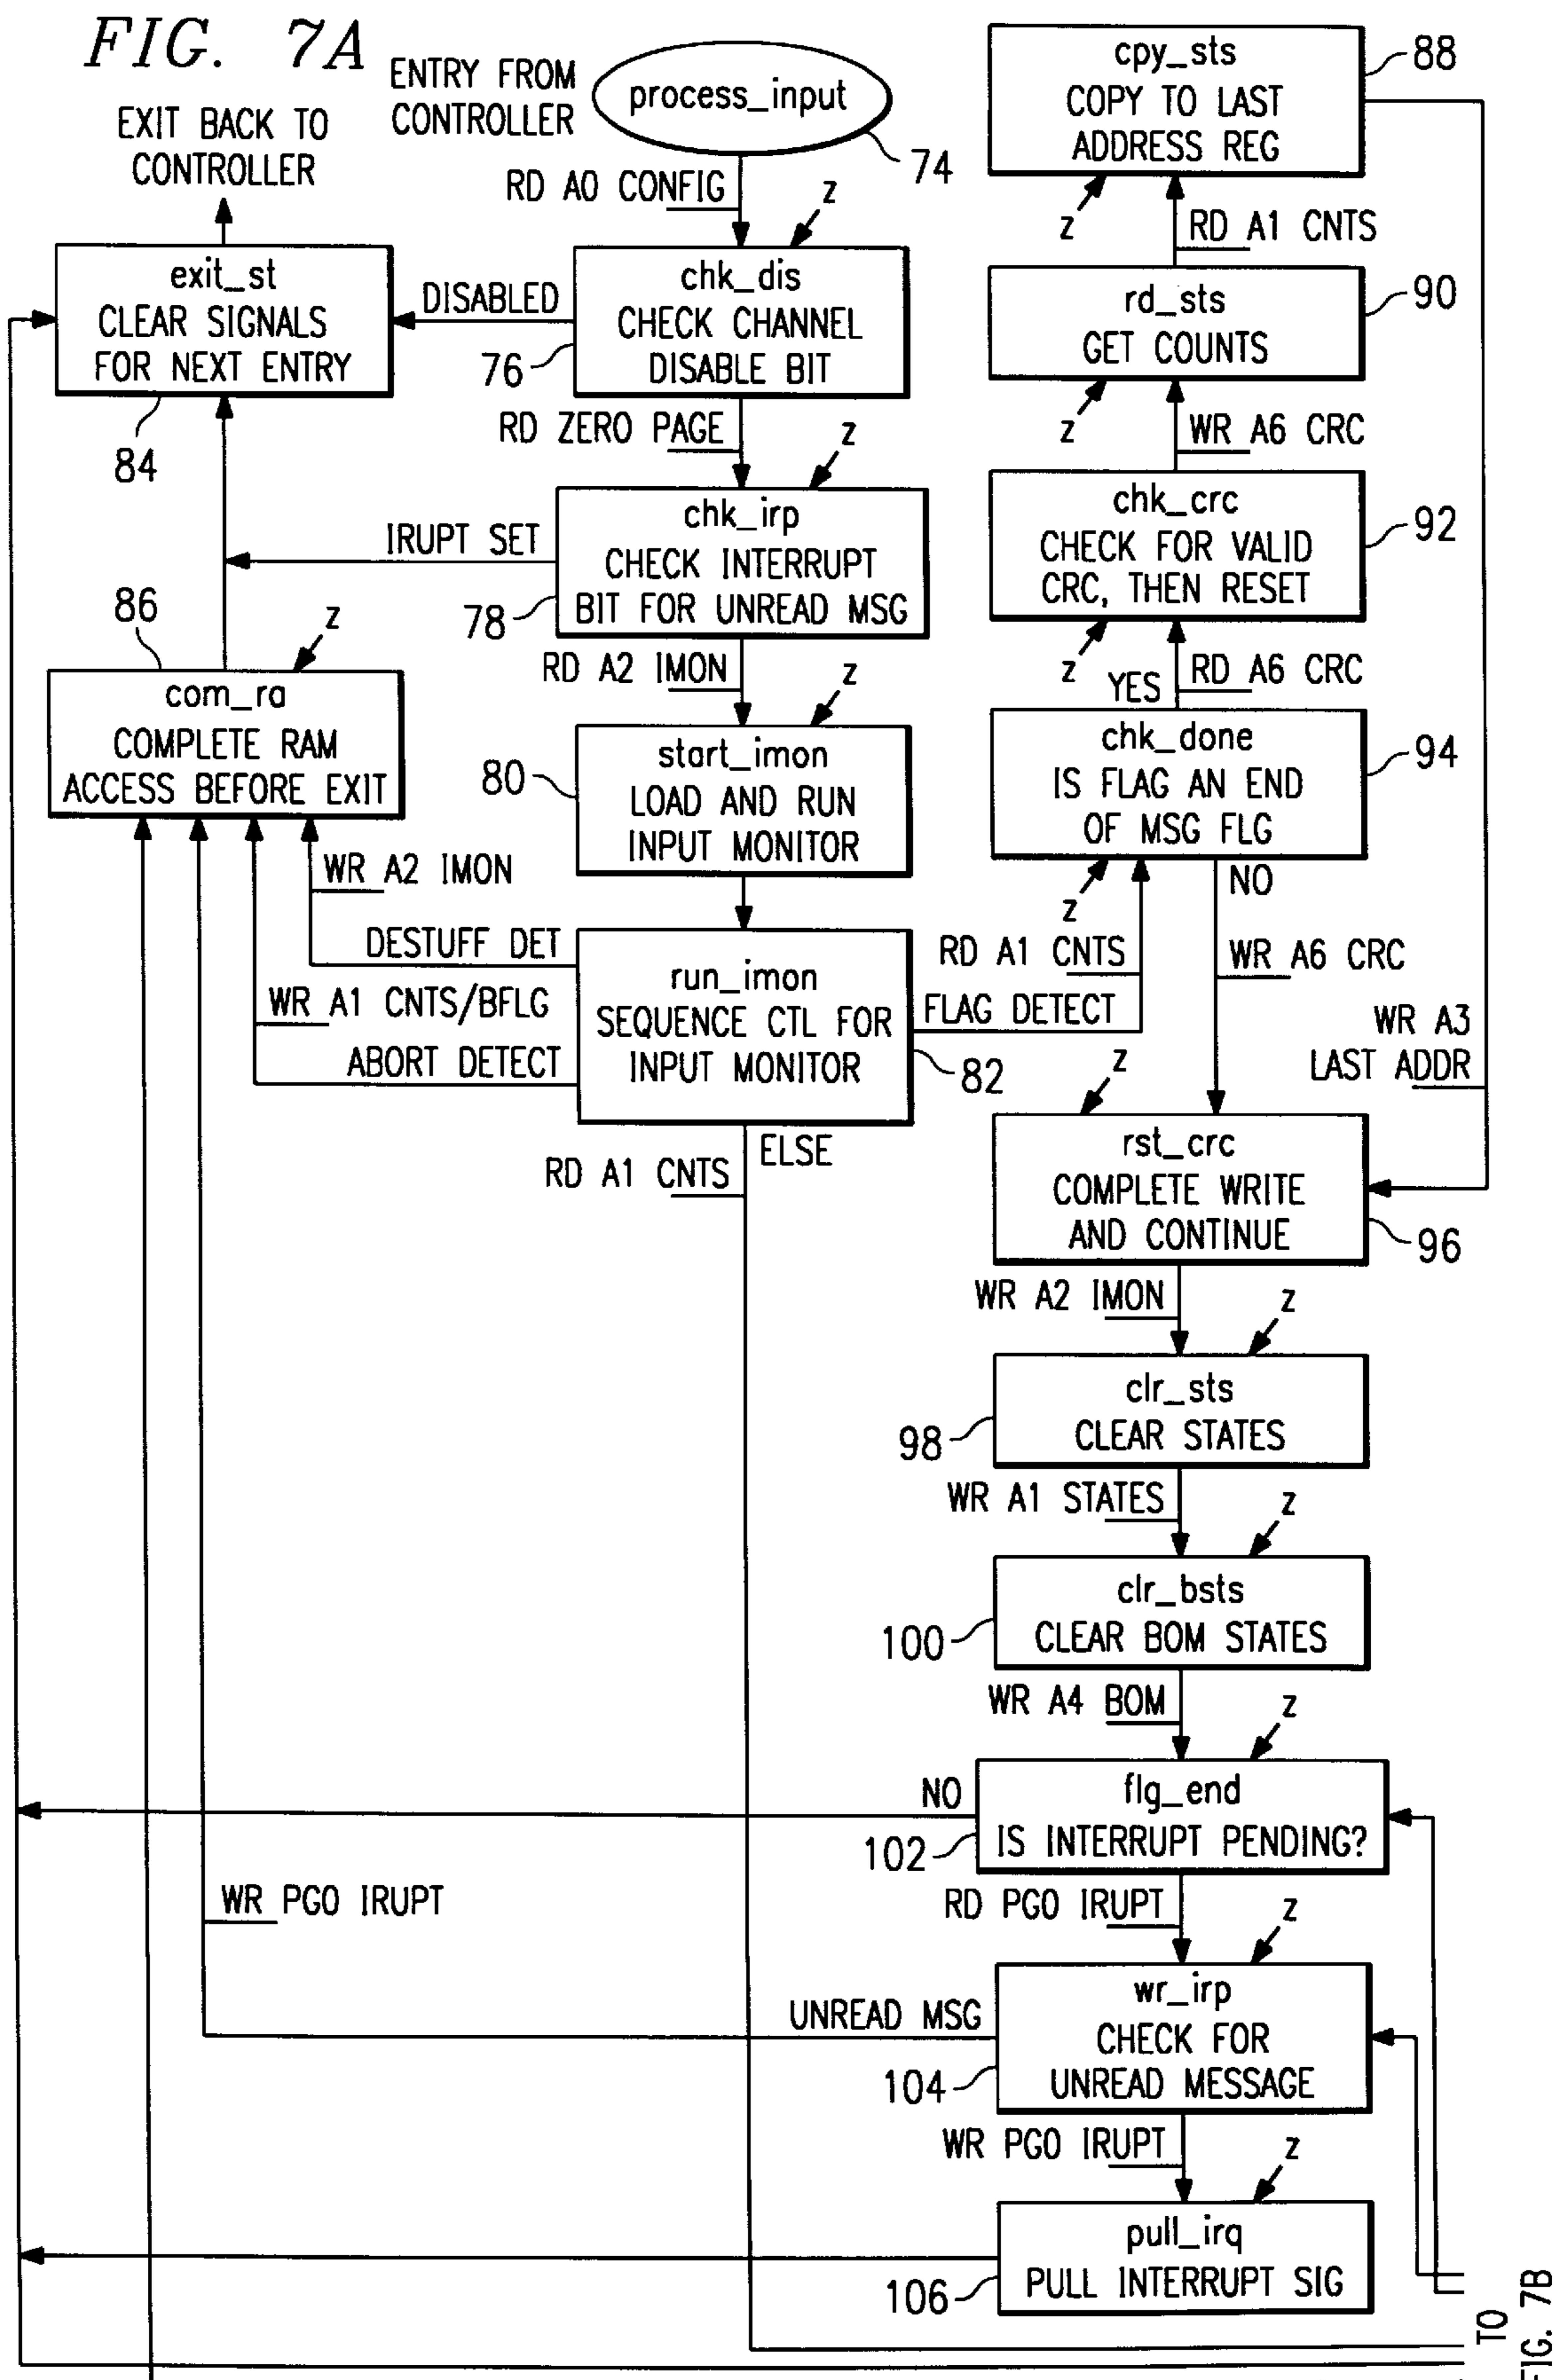 FIG. 7A
ENTRY FROM
CONTROLLER
process_input
74
EXIT BACK TO
CONTROLLER
RD A0 CONFIG
z
exit_st
CLEAR SIGNALS
FOR NEXT ENTRY
84
DISABLED
chk_dis
CHECK CHANNEL
DISABLE BIT
76
RD ZERO PAGE
z
IRUPT SET
chk_irp
CHECK INTERRUPT
BIT FOR UNREAD MSG
78
86
z
com_ra
COMPLETE RAM
ACCESS BEFORE EXIT
RD A2 IMON
z
start_imon
LOAD AND RUN
INPUT MONITOR
80
WR A2 IMON
DESTUFF DET
WR A1 CNTS/BFLG
ABORT DETECT
run_imon
SEQUENCE CTL FOR
INPUT MONITOR
82
ELSE
RD A1 CNTS
RD A1 CNTS
FLAG DETECT
cpy_sts
COPY TO LAST
ADDRESS REG
88
z
RD A1 CNTS
rd_sts
GET COUNTS
90
z
WR A6 CRC
chk_crc
CHECK FOR VALID
CRC, THEN RESET
92
z
YES
RD A6 CRC
chk_done
IS FLAG AN END
OF MSG FLG
94
z
NO
WR A6 CRC
WR A3
LAST ADDR
z
rst_crc
COMPLETE WRITE
AND CONTINUE
96
WR A2 IMON
z
clr_sts
CLEAR STATES
98
WR A1 STATES
z
clr_bsts
CLEAR BOM STATES
100
WR A4 BOM
z
NO
flg_end
IS INTERRUPT PENDING?
102
WR PG0 IRUPT
RD PG0 IRUPT
z
UNREAD MSG
wr_irp
CHECK FOR
UNREAD MESSAGE
104
WR PG0 IRUPT
z
pull_irq
PULL INTERRUPT SIG
106
TO
FIG. 7B